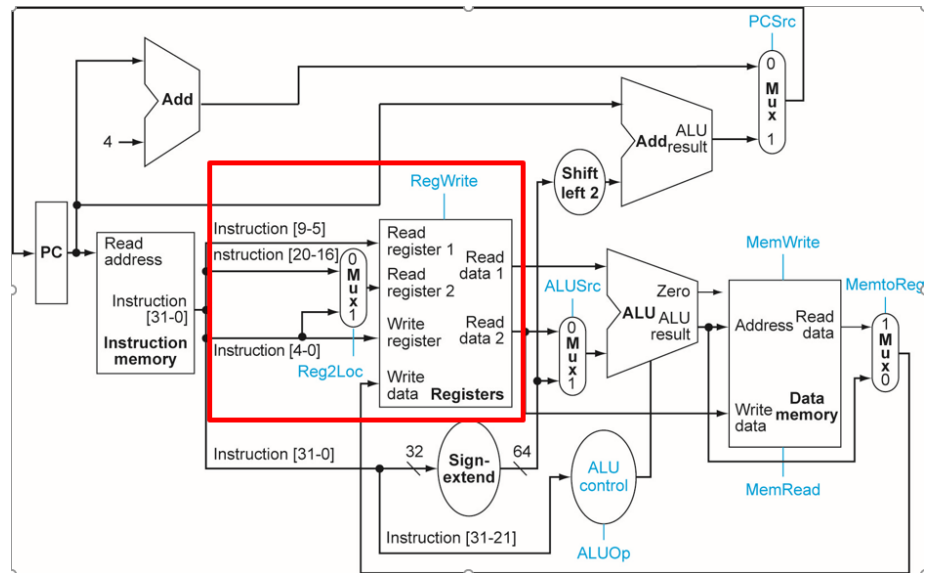 PCSrc
0
Mux
1
Add
4
Add ALU
result
Shift
left 2
RegWrite
PC
Read
address
Instruction
[31-0]
Instruction
memory
Instruction [9-5]
nstruction [20-16]
Instruction [4-0]
0
Mux
1
Reg2Loc
Read
register 1
Read
register 2
Write
register
Write
data
Read
data 1
Read
data 2
Registers
ALUSrc
0
Mux
1
Zero
ALU ALU
result
MemWrite
Address
Read
data
Write
data
Data
memory
MemRead
MemtoReg
1
Mux
0
Instruction [31-0]
32
Sign-
extend
64
ALU
control
Instruction [31-21]
ALUOp